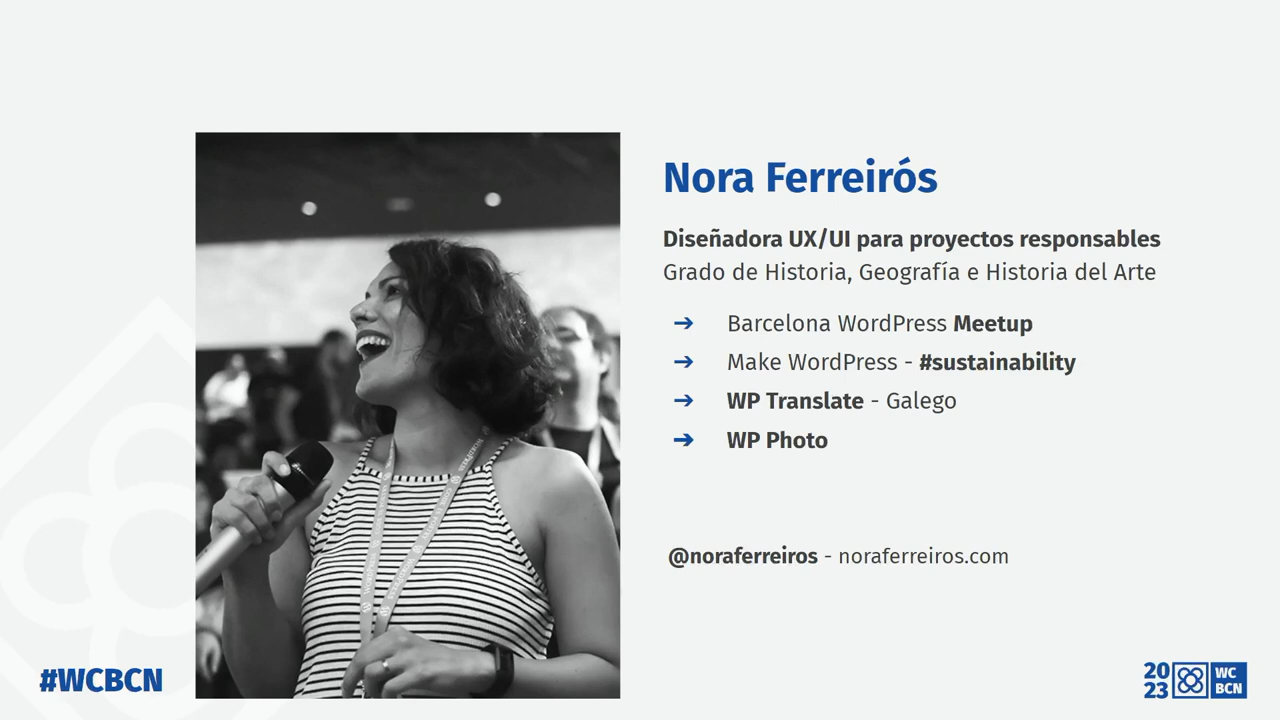 Nora Ferreirós
Diseñadora UX/UI para proyectos responsables
Grado de Historia, Geografía e Historia del Arte
➔ Barcelona WordPress Meetup
➔ Make WordPress - #sustainability
➔ WP Translate - Galego
➔ WP Photo
@noraferreiros - noraferreiros.com
#WCBCN
20
23
WC
BCN